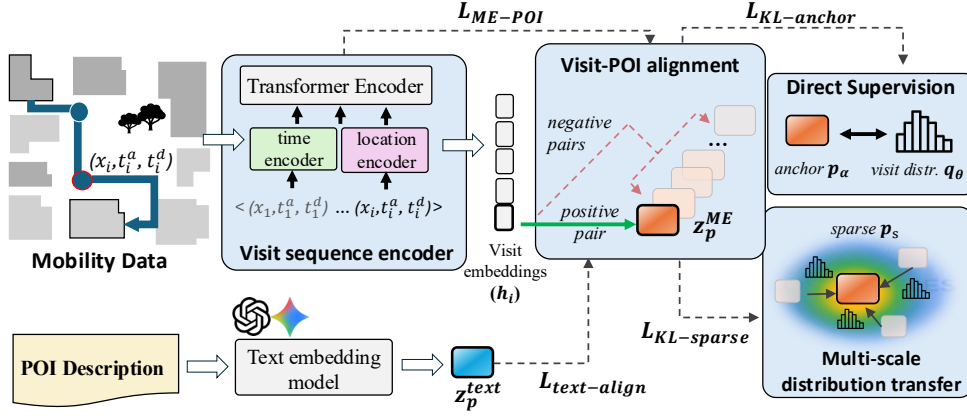 L_{ME-POI}
L_{KL-anchor}
Visit-POI alignment
Transformer Encoder
Direct Supervision
time
encoder
location
encoder
negative
pairs
...
(x_i, t_i^a, t_i^d)
anchor p_α
visit distr. q_θ
< (x_1, t_1^a, t_1^d) ... (x_i, t_i^a, t_i^d)>
positive
pair
z_p^{ME}
sparse p_s
Mobility Data
Visit sequence encoder
Visit
embeddings
(h_i)
L_{KL-sparse}
POI Description
Text embedding
model
z_p^{text}
L_{text-align}
Multi-scale
distribution transfer